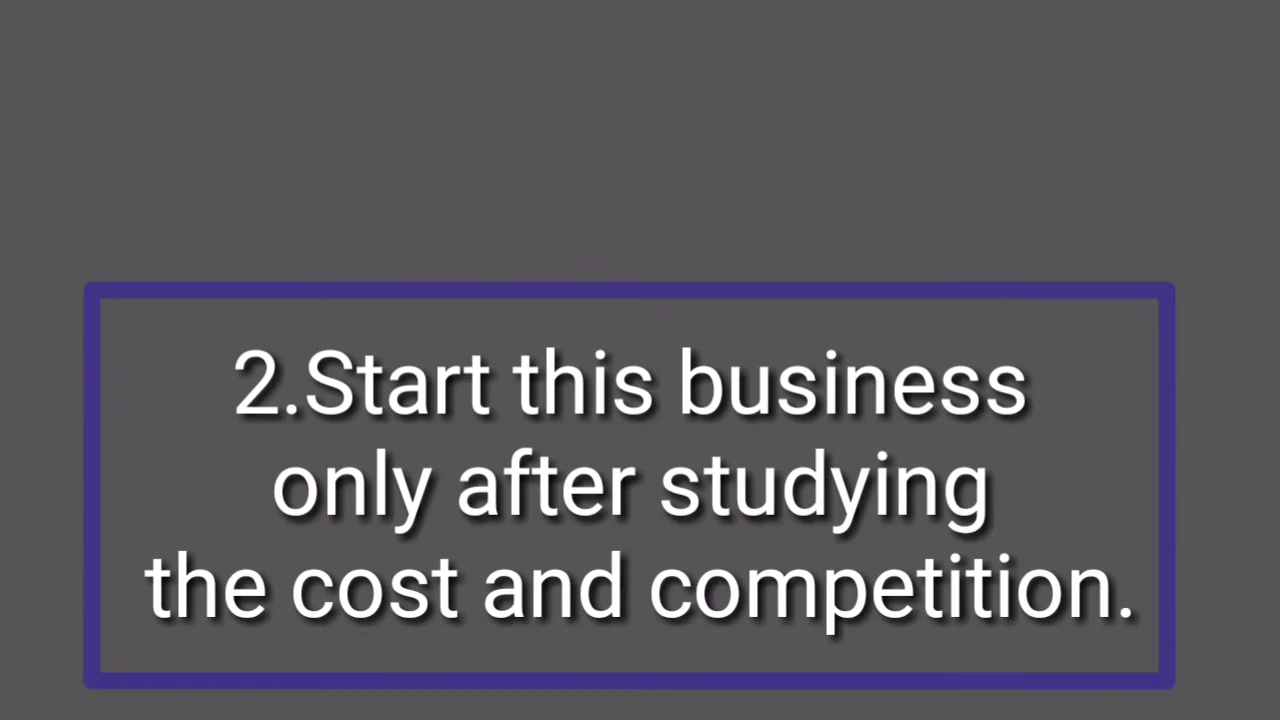 2.Start this business
only after studying
the cost and competition.